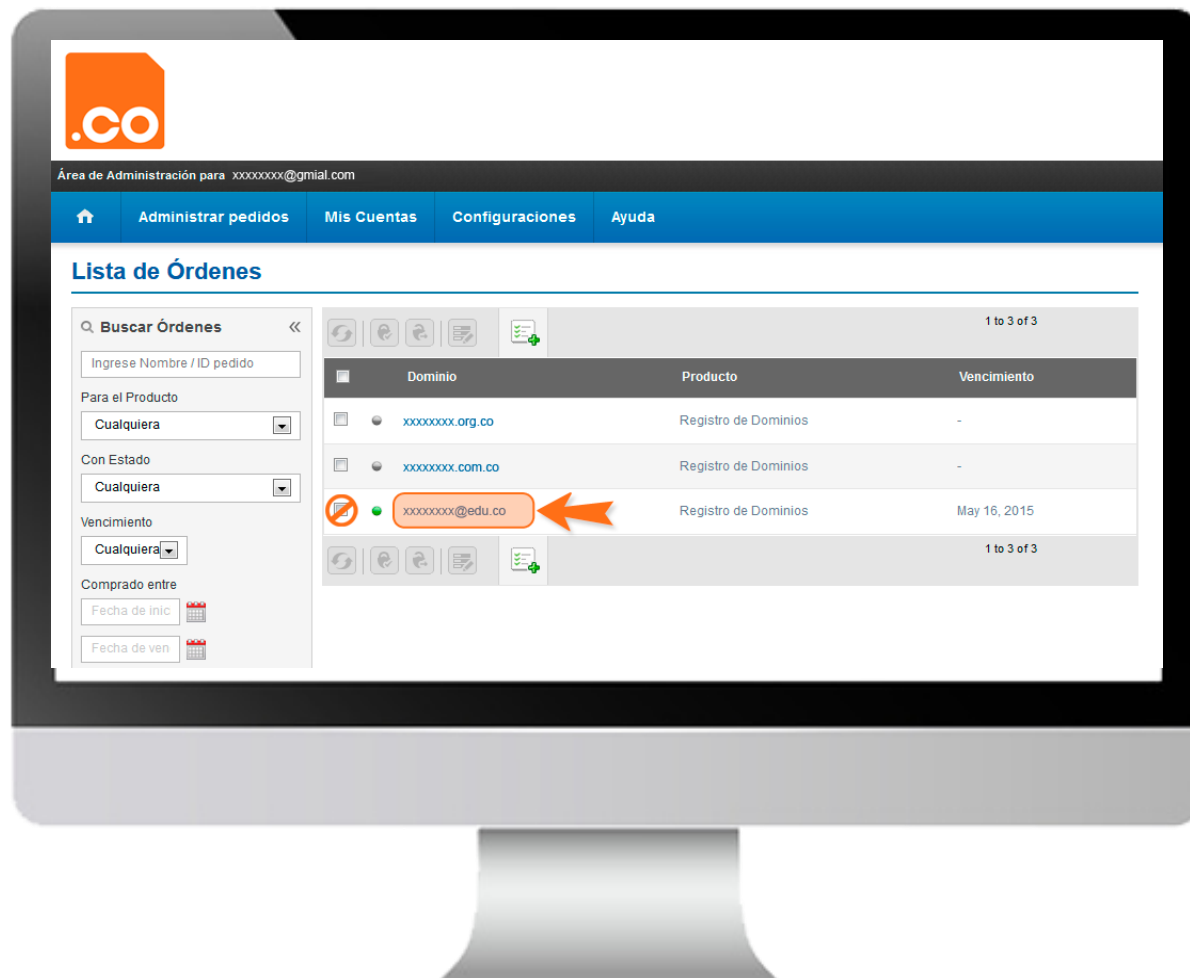 .co
Área de Administración para xxxxxxxx@gmial.com
Administrar pedidos Mis Cuentas Configuraciones Ayuda
Lista de Órdenes
Buscar Órdenes «
Ingrese Nombre / ID pedido
Para el Producto
Cualquiera
Con Estado
Cualquiera
Vencimiento
Cualquiera
Comprado entre
Fecha de inic
Fecha de ven
1 to 3 of 3
Dominio Producto Vencimiento
xxxxxxxx.org.co Registro de Dominios -
xxxxxxxx.com.co Registro de Dominios -
xxxxxxxx@edu.co Registro de Dominios May 16, 2015
1 to 3 of 3